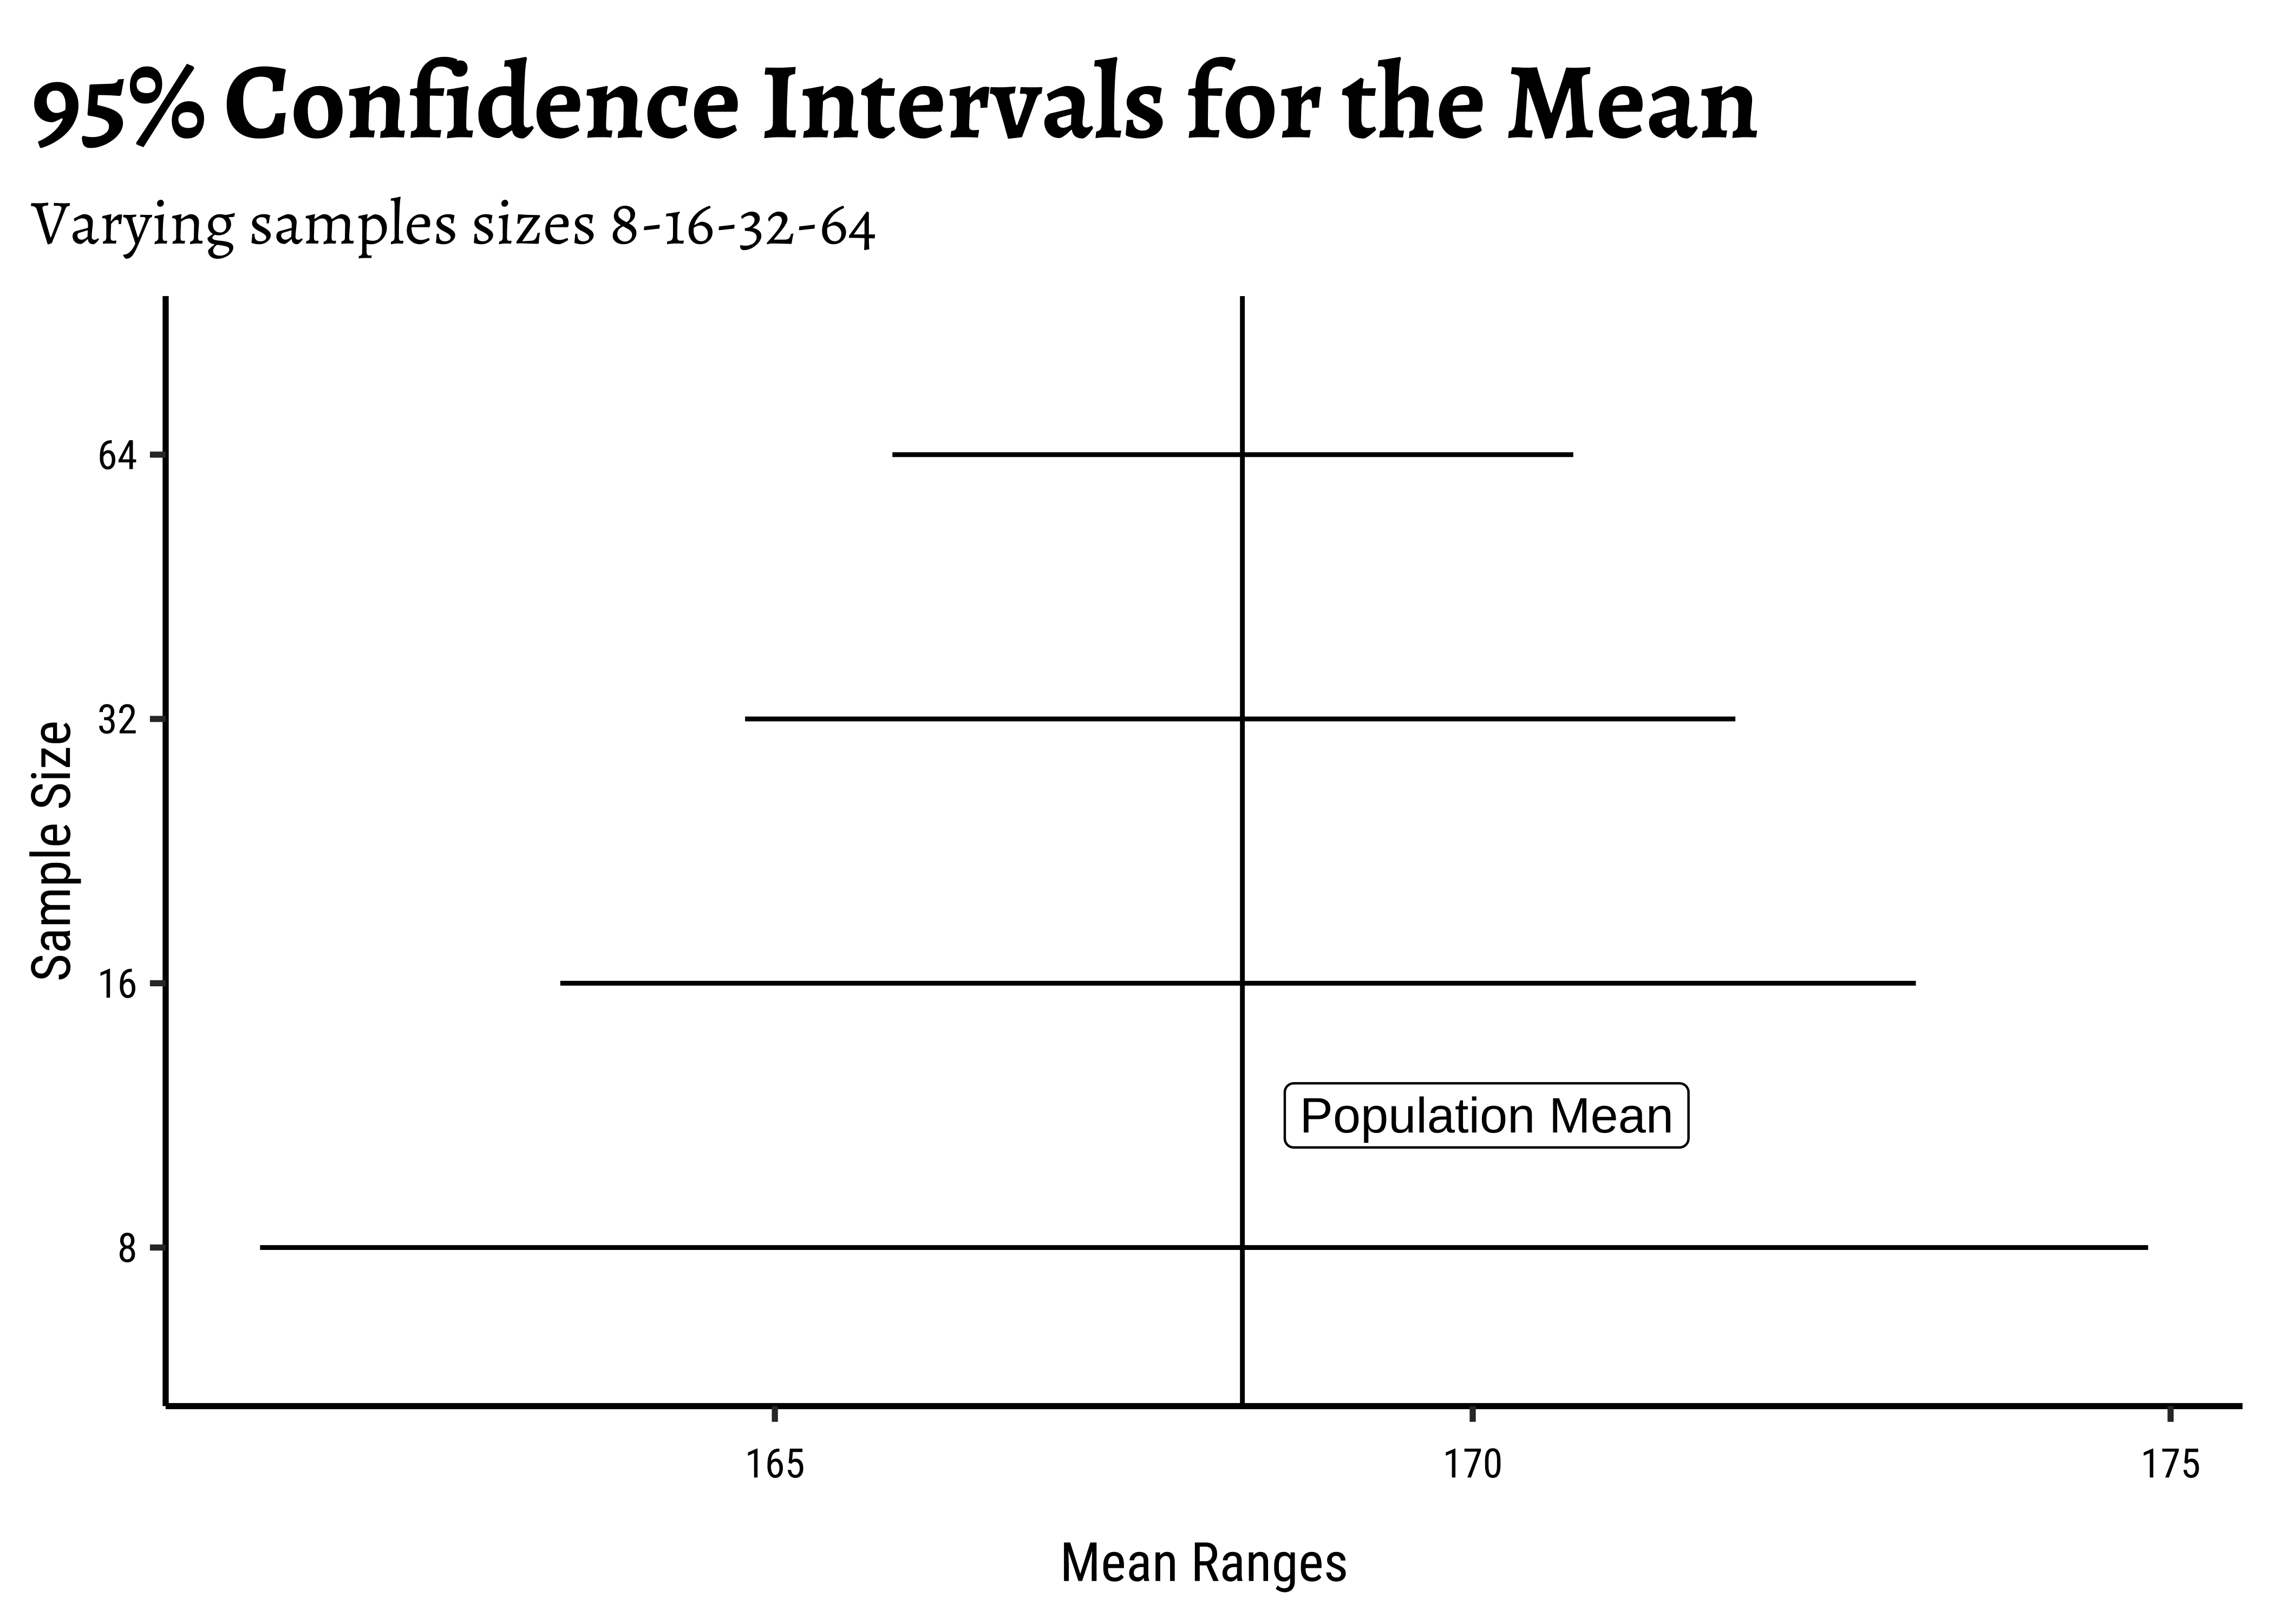 95% Confidence Intervals for the Mean
Varying samples sizes 8-16-32-64
Sample Size
64
32
16
8
Population Mean
165
170
175
Mean Ranges